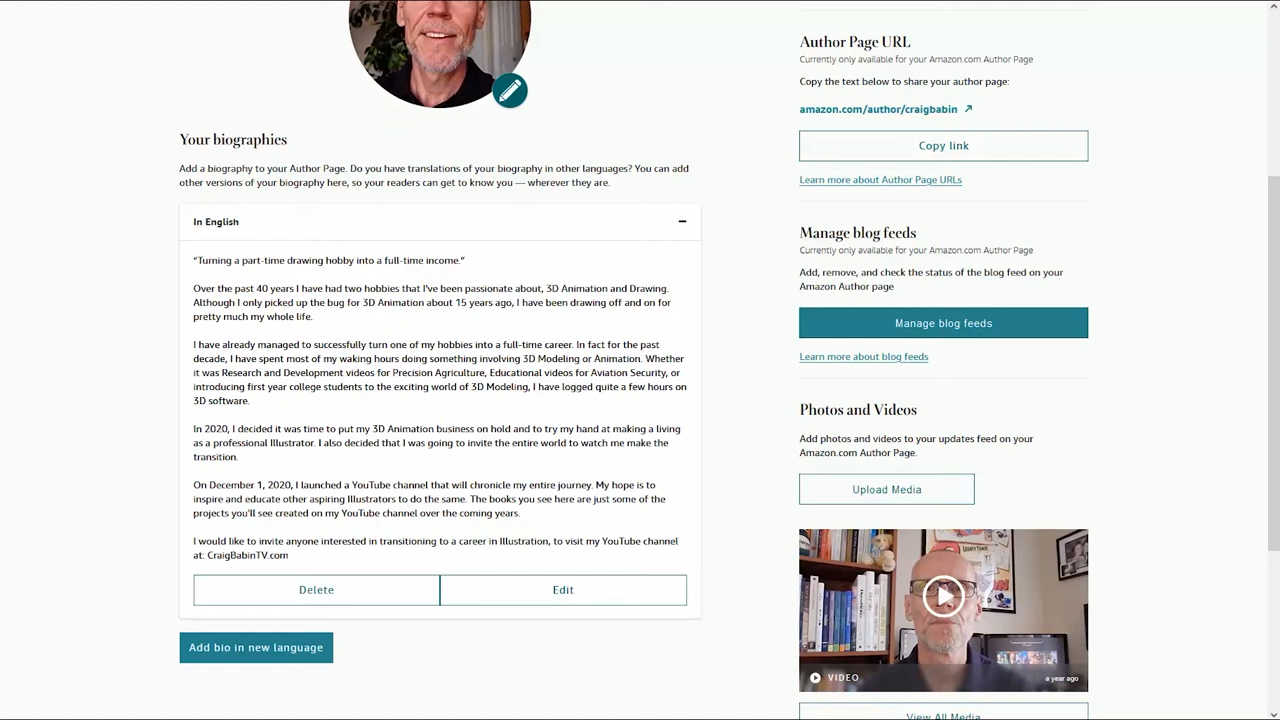 Your biographies
Add a biography to your Author Page. Do you have translations of your biography in other languages? You can add
other versions of your biography here, so your readers can get to know you — wherever they are.
In English
"Turning a part-time drawing hobby into a full-time income."
Over the past 40 years I have had two hobbies that I've been passionate about, 3D Animation and Drawing.
Although I only picked up the bug for 3D Animation about 15 years ago, I have been drawing off and on for
pretty much my whole life.
I have already managed to successfully turn one of my hobbies into a full-time career. In fact for the past
decade, I have spent most of my waking hours doing something involving 3D Modeling or Animation. Whether
it was Research and Development videos for Precision Agriculture, Educational videos for Aviation Security, or
introducing first year college students to the exciting world of 3D Modeling, I have logged quite a few hours on
3D software.
In 2020, I decided it was time to put my 3D Animation business on hold and to try my hand at making a living
as a professional Illustrator. I also decided that I was going to invite the entire world to watch me make the
transition.
On December 1, 2020, I launched a YouTube channel that will chronicle my entire journey. My hope is to
inspire and educate other aspiring Illustrators to do the same. The books you see here are just some of the
projects you'll see created on my YouTube channel over the coming years.
I would like to invite anyone interested in transitioning to a career in Illustration, to visit my YouTube channel
at: CraigBabinTV.com
Delete
Edit
Add bio in new language
Author Page URL
Currently only available for your Amazon.com Author Page
Copy the text below to share your author page:
amazon.com/author/craigbabin
Copy link
Learn more about Author Page URLs
Manage blog feeds
Currently only available for your Amazon.com Author Page
Add, remove, and check the status of the blog feed on your
Amazon Author page
Manage blog feeds
Learn more about blog feeds
Photos and Videos
Add photos and videos to your updates feed on your
Amazon.com Author Page.
Upload Media
VIDEO
a year ago
View All Media